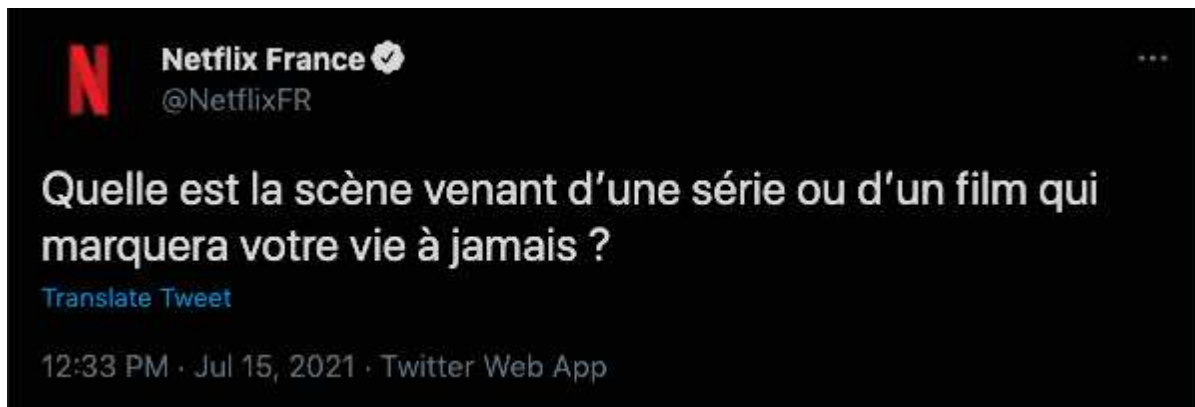 N
Netflix France
@NetflixFR
Quelle est la scène venant d’une série ou d’un film qui
marquera votre vie à jamais ?
Translate Tweet
12:33 PM · Jul 15, 2021 · Twitter Web App